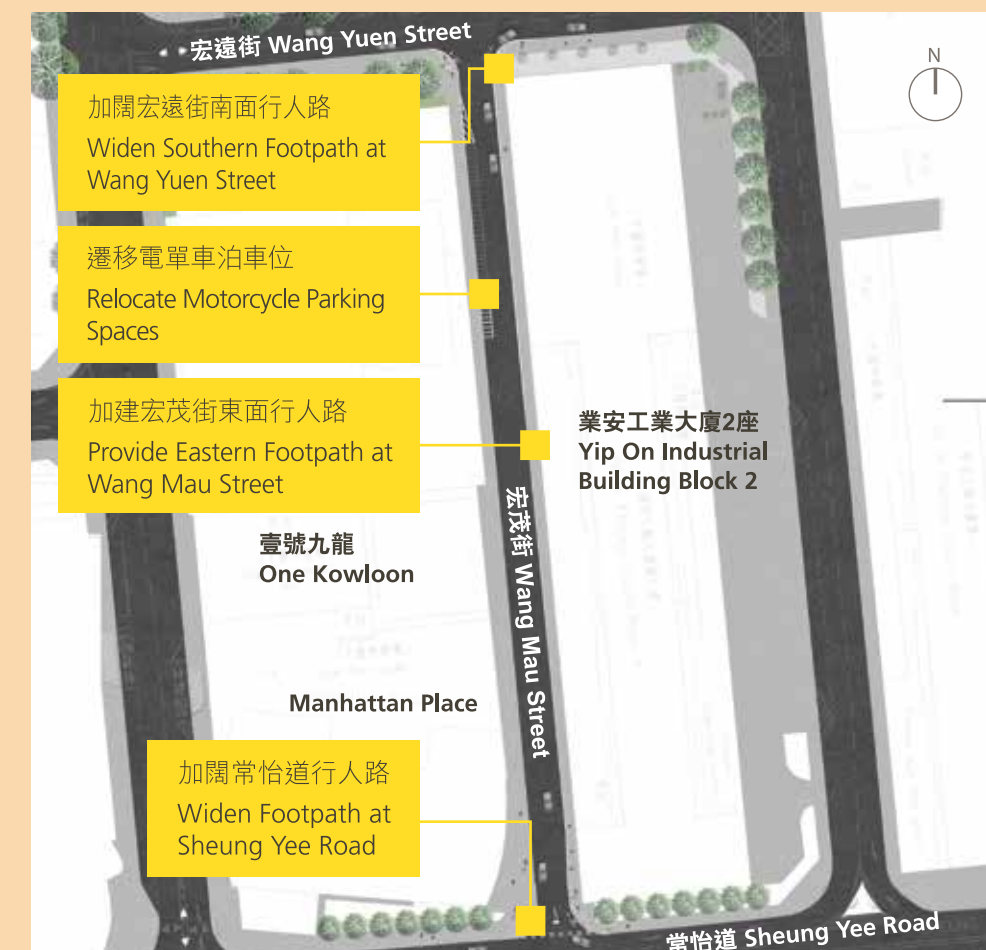 宏遠街 Wang Yuen Street
N
加闊宏遠街南面行人路
Widen Southern Footpath at
Wang Yuen Street
遷移電單車泊車位
Relocate Motorcycle Parking
Spaces
加建宏茂街東面行人路
Provide Eastern Footpath at
Wang Mau Street
業安工業大廈2座
Yip On Industrial
Building Block 2
宏茂街 Wang Mau Street
壹號九龍
One Kowloon
Manhattan Place
加闊常怡道行人路
Widen Footpath at
Sheung Yee Road
常怡道 Sheung Yee Road